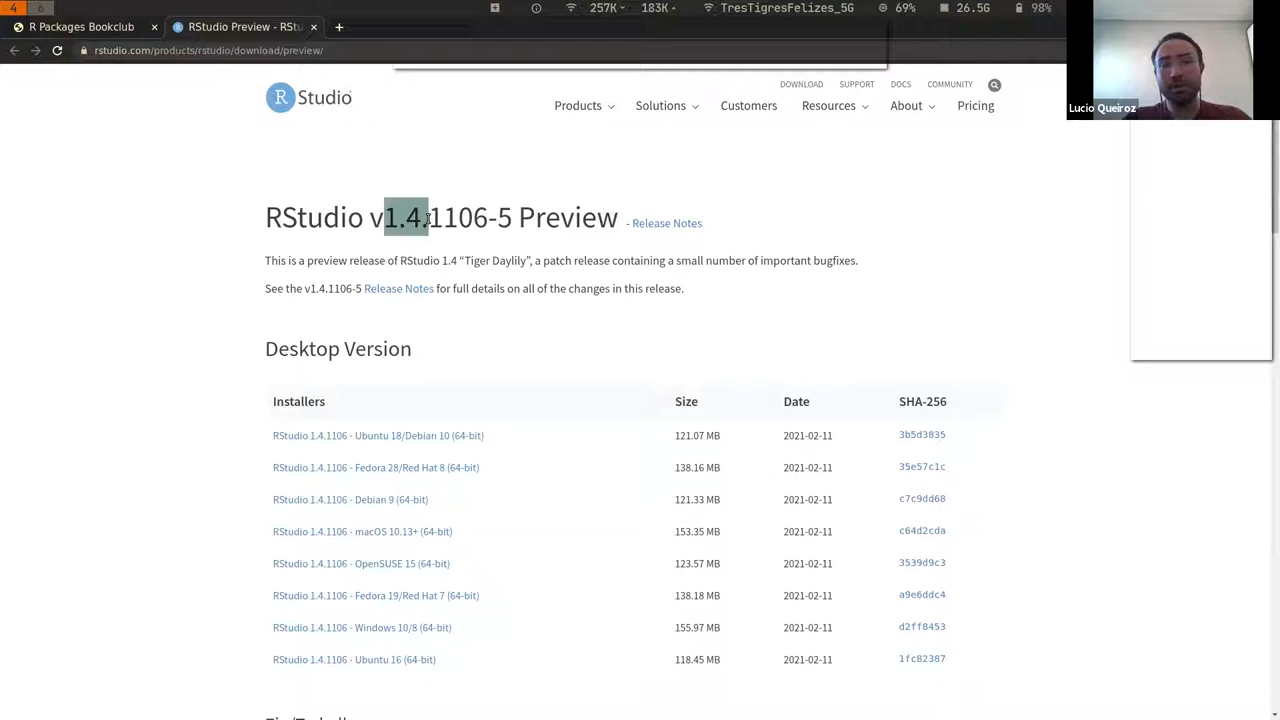 4 6 257K 183K TresTigresFelizes_5G 69% 26.5G 98%
R Packages Bookclub × RStudio Preview - RStu × +
rstudio.com/products/rstudio/download/preview/
Lucio Queiroz
R Studio
DOWNLOAD SUPPORT DOCS COMMUNITY
Products Solutions Customers Resources About Pricing
RStudio v1.4.1106-5 Preview - Release Notes
This is a preview release of RStudio 1.4 “Tiger Daylily”, a patch release containing a small number of important bugfixes.
See the v1.4.1106-5 Release Notes for full details on all of the changes in this release.
Desktop Version
Installers Size Date SHA-256
RStudio 1.4.1106 - Ubuntu 18/Debian 10 (64-bit) 121.07 MB 2021-02-11 3b5d3835
RStudio 1.4.1106 - Fedora 28/Red Hat 8 (64-bit) 138.16 MB 2021-02-11 35e57c1c
RStudio 1.4.1106 - Debian 9 (64-bit) 121.33 MB 2021-02-11 c7c9dd68
RStudio 1.4.1106 - macOS 10.13+ (64-bit) 153.35 MB 2021-02-11 c64d2cda
RStudio 1.4.1106 - OpenSUSE 15 (64-bit) 123.57 MB 2021-02-11 3539d9c3
RStudio 1.4.1106 - Fedora 19/Red Hat 7 (64-bit) 138.18 MB 2021-02-11 a9e6ddc4
RStudio 1.4.1106 - Windows 10/8 (64-bit) 155.97 MB 2021-02-11 d2ff8453
RStudio 1.4.1106 - Ubuntu 16 (64-bit) 118.45 MB 2021-02-11 1fc82387